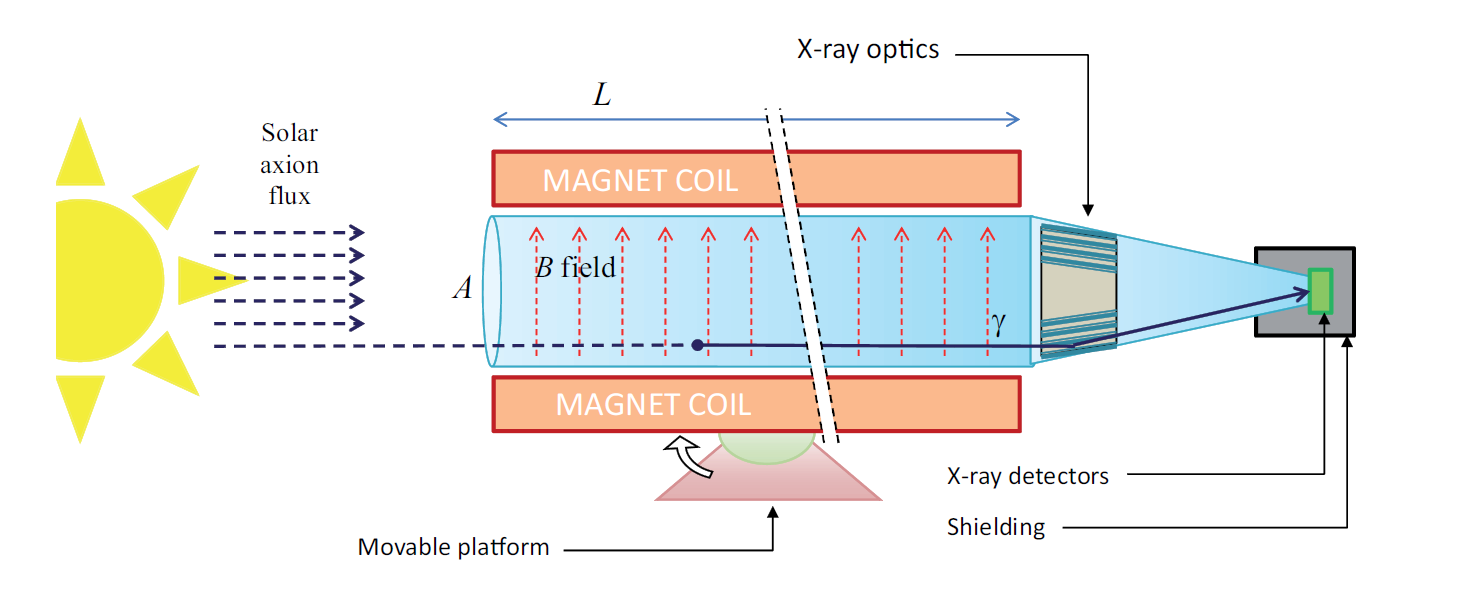 X-ray optics
L
Solar
axion
flux
MAGNET COIL
B field
A
γ
MAGNET COIL
X-ray detectors
Shielding
Movable platform